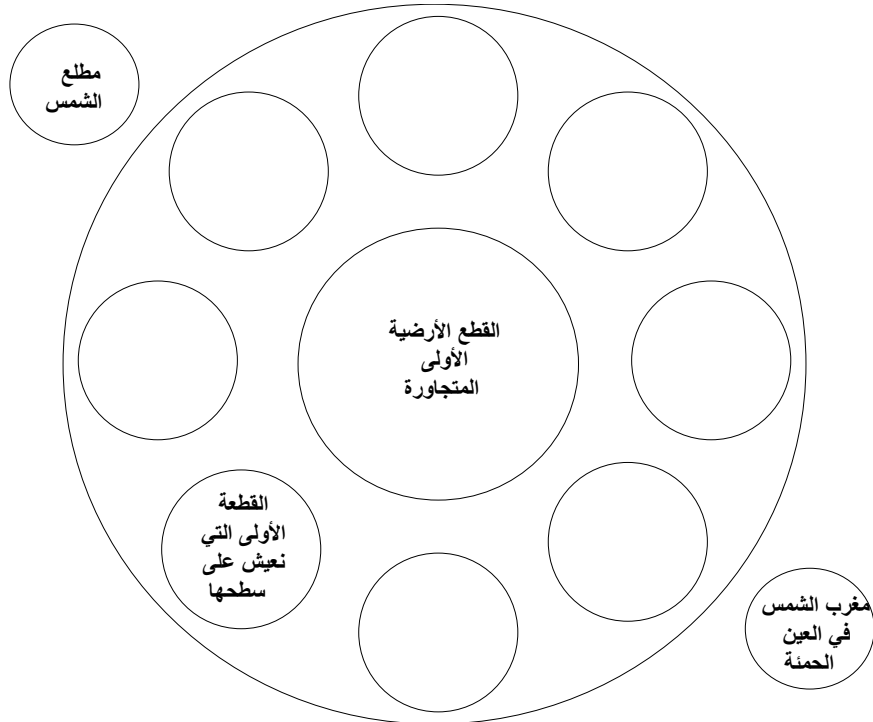 مطلع
الشمس
القطع الأرضية
الأولى
المتجاورة
القطعة
الأولى التي
نعيش على
سطحها
مغرب الشمس
في العين
الحمئة